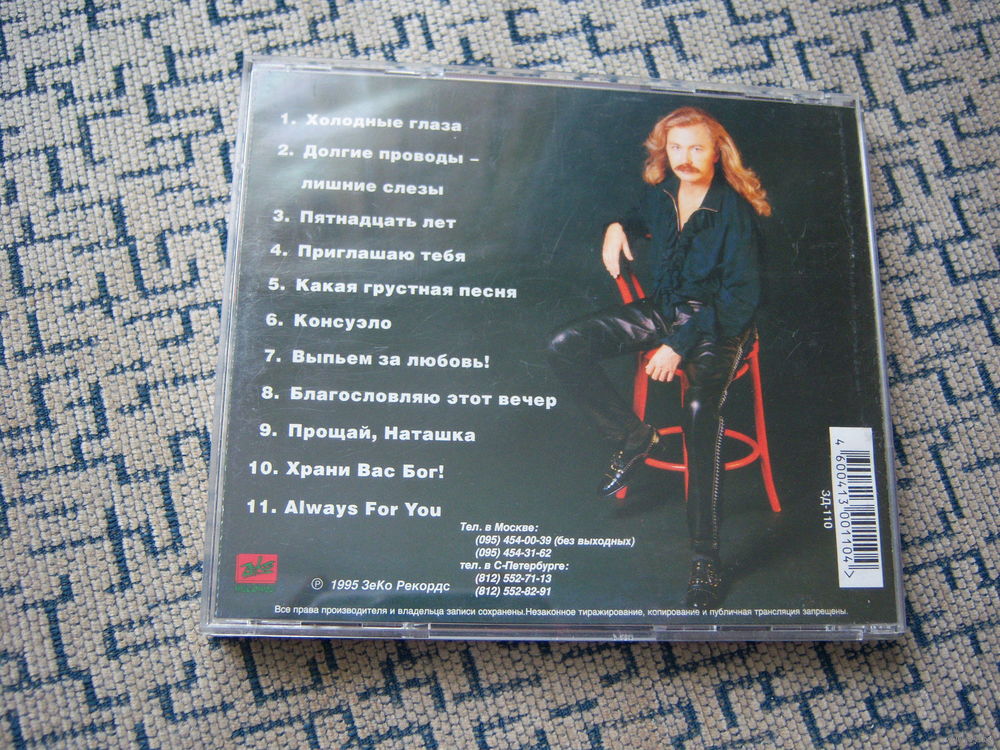 1. Холодные глаза
2. Долгие проводы –
лишние слезы
3. Пятнадцать лет
4. Приглашаю тебя
5. Какая грустная песня
6. Консуэло
7. Выпьем за любовь!
8. Благословляю этот вечер
9. Прощай, Наташка
10. Храни Вас Бог!
11. Always For You
Тел. в Москве:
(095) 454-00-39 (без выходных)
(095) 454-31-62
тел. в С-Петербурге:
(812) 552-71-13
(812) 552-82-91
℗ 1995 ЗеКо Рекордс
Все права производителя и владельца записи сохранены.Незаконное тиражирование, копирование и публичная трансляция запрещены.
ЗД-110
4 600413 001104 >